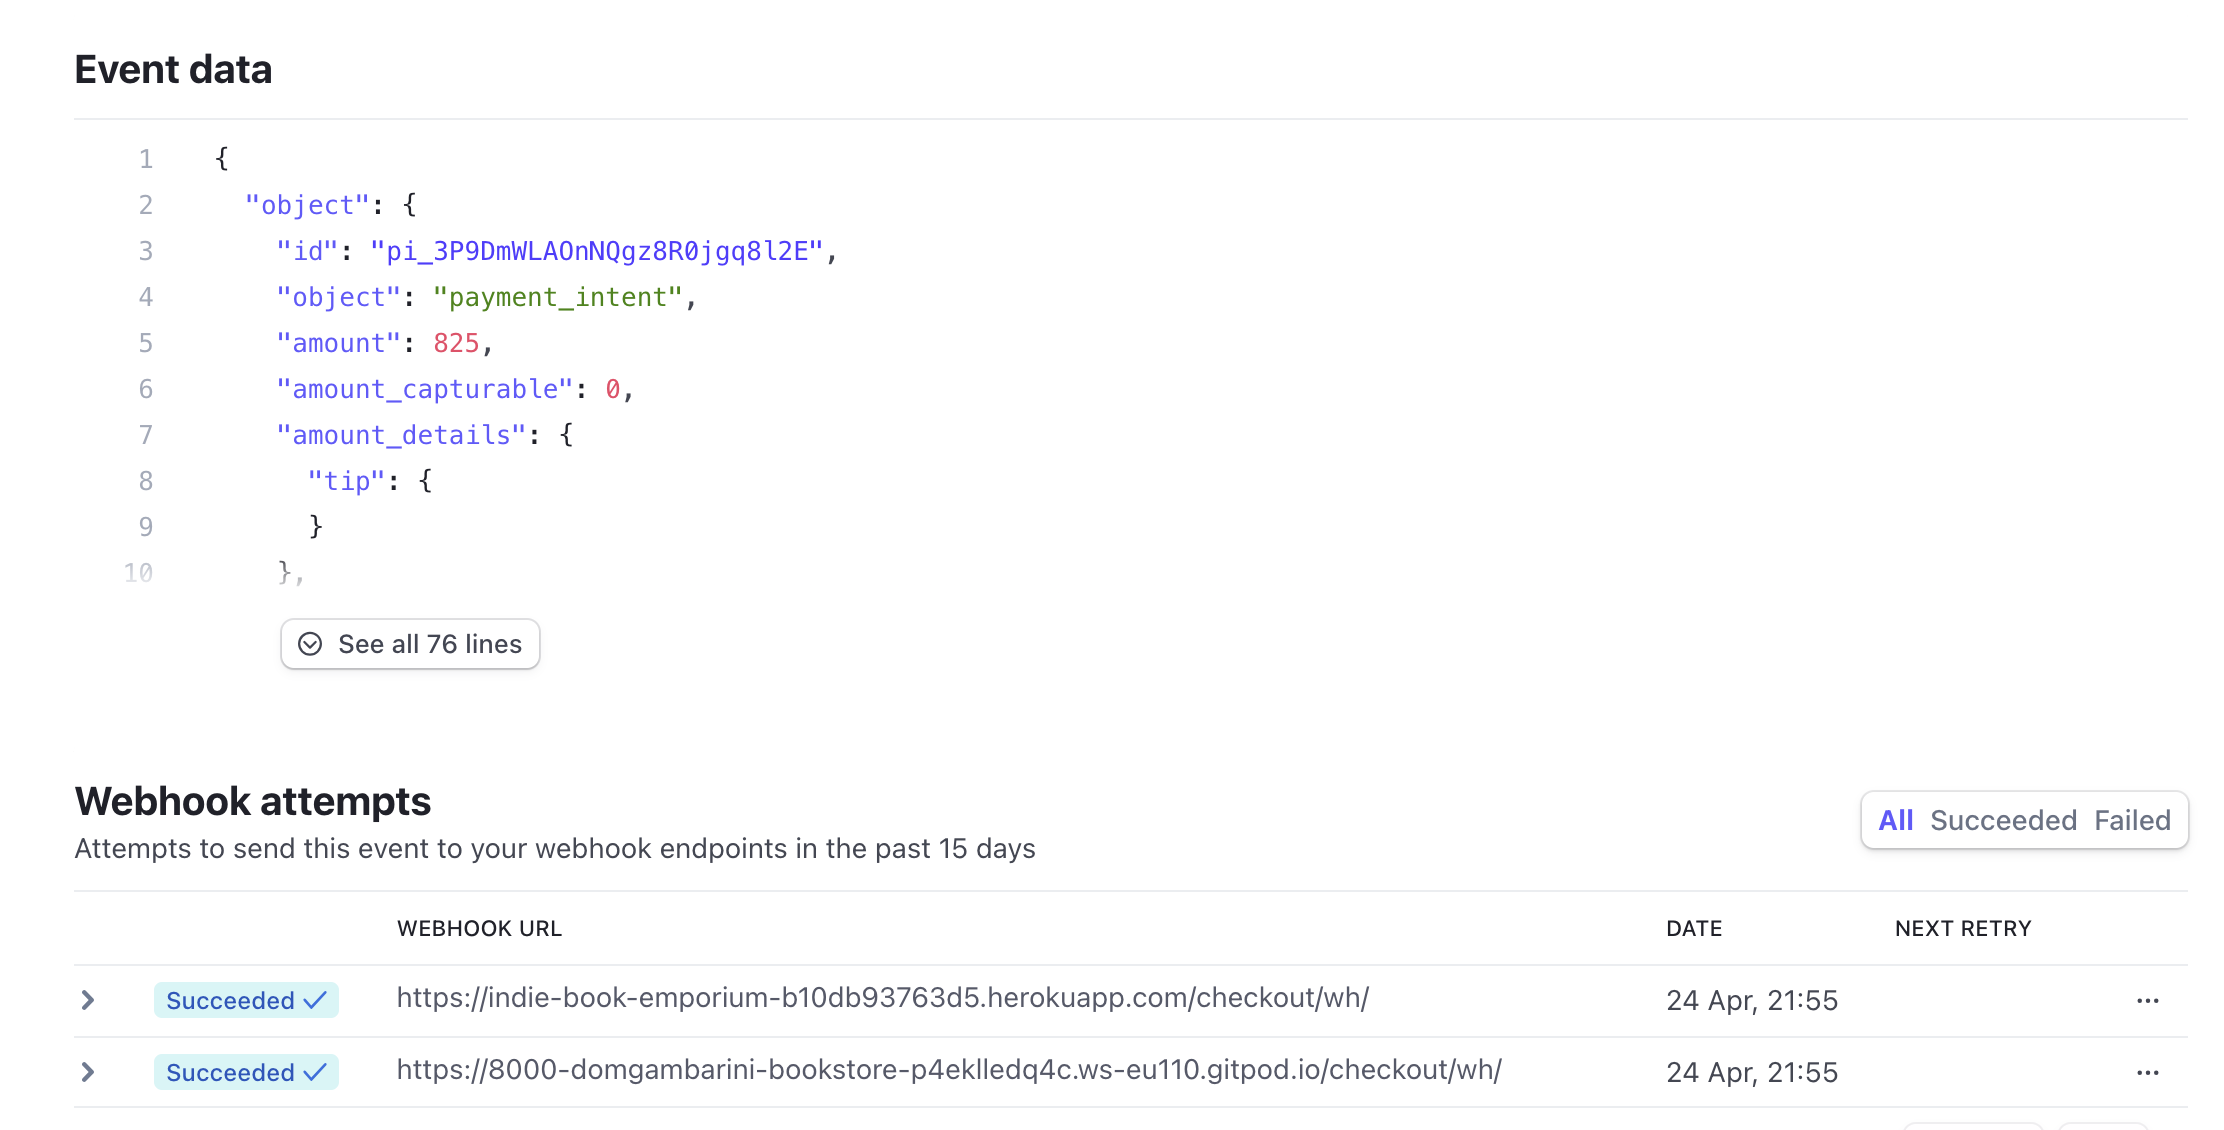 Event data
1 {
2 "object": {
3 "id": "pi_3P9DmWLAOnNQgz8R0jgq8l2E",
4 "object": "payment_intent",
5 "amount": 825,
6 "amount_capturable": 0,
7 "amount_details": {
8 "tip": {
9 }
10 },
See all 76 lines
Webhook attempts
All Succeeded Failed
Attempts to send this event to your webhook endpoints in the past 15 days
WEBHOOK URL DATE NEXT RETRY
Succeeded https://indie-book-emporium-b10db93763d5.herokuapp.com/checkout/wh/ 24 Apr, 21:55
Succeeded https://8000-domgambarini-bookstore-p4eklledq4c.ws-eu110.gitpod.io/checkout/wh/ 24 Apr, 21:55